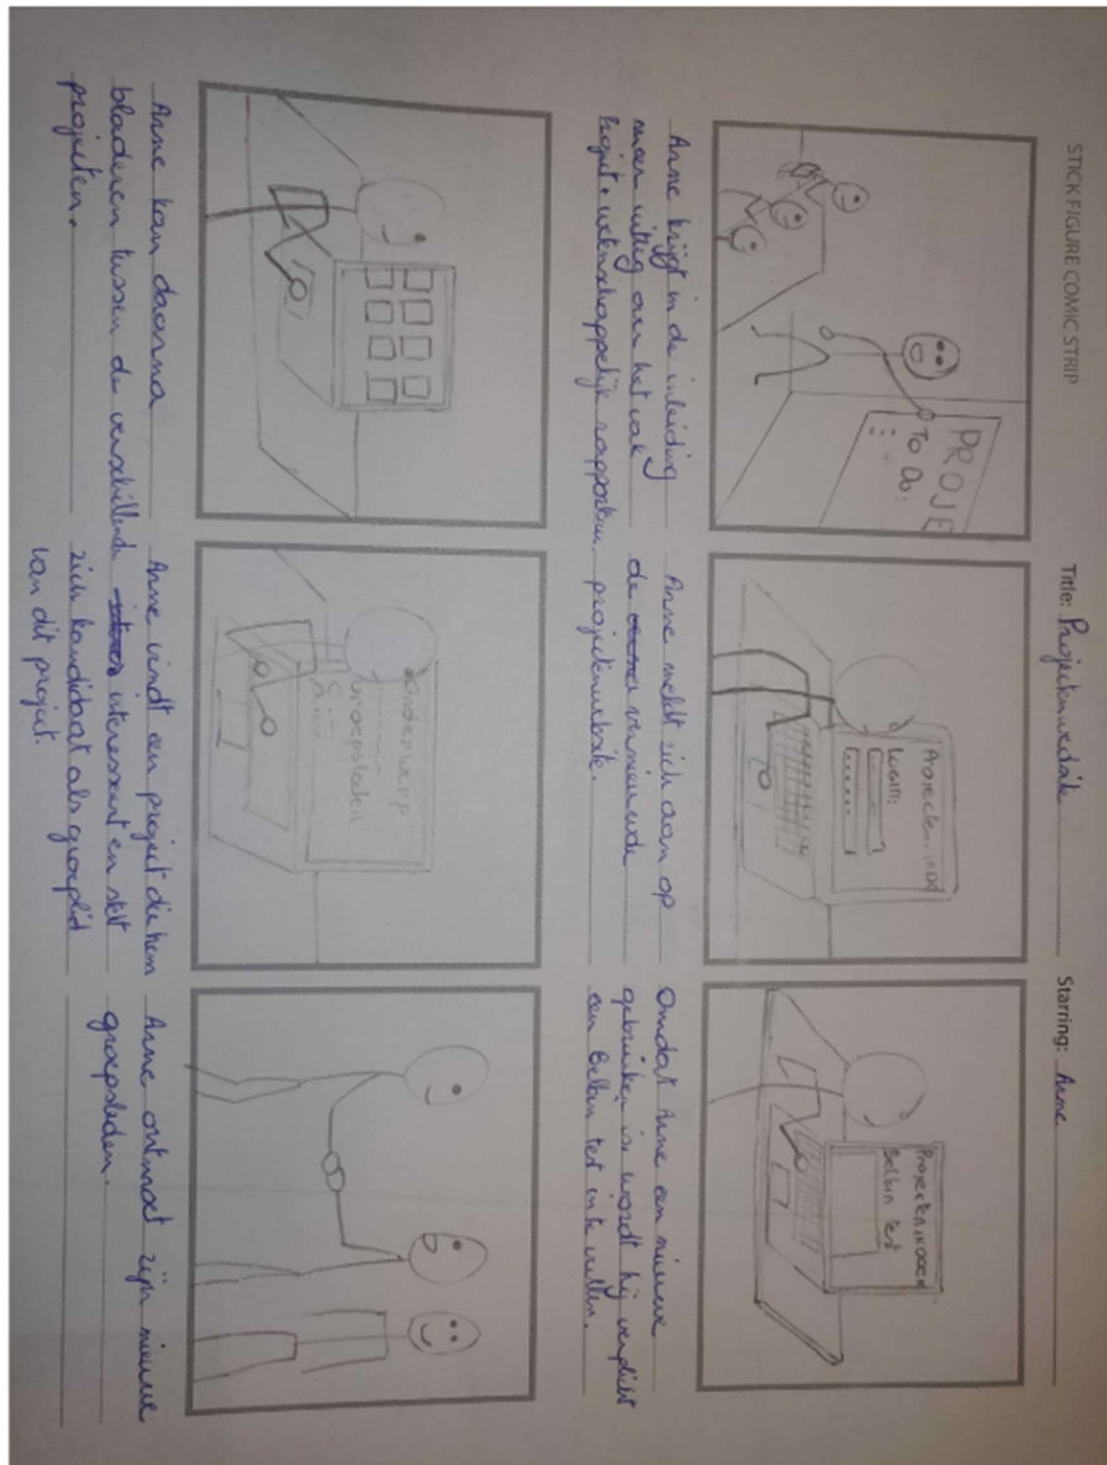 STICK FIGURE COMIC STRIP
Title: Projectenwebsite
Starring: Arne
PROJE
To Do:
Arne krijgt in de inleiding
meer uitleg over het vak
wetenschappelijk rapporteren.
Login:
Arne meldt zich aan op
de vernieuwde
projectenwebsite.
Belbin test
Omdat Arne een nieuwe
gebruiker is, wordt hij verplicht
een Belbin test in te vullen.
Arne kan daarna
bladeren tussen de verschillende
projecten.
Onderwerp
Groepsleden
Arne vindt een project die hem
interessant en stelt
zich kandidaat als groepslid
van dit project.
Arne ontmoet zijn nieuwe
groepsleden.